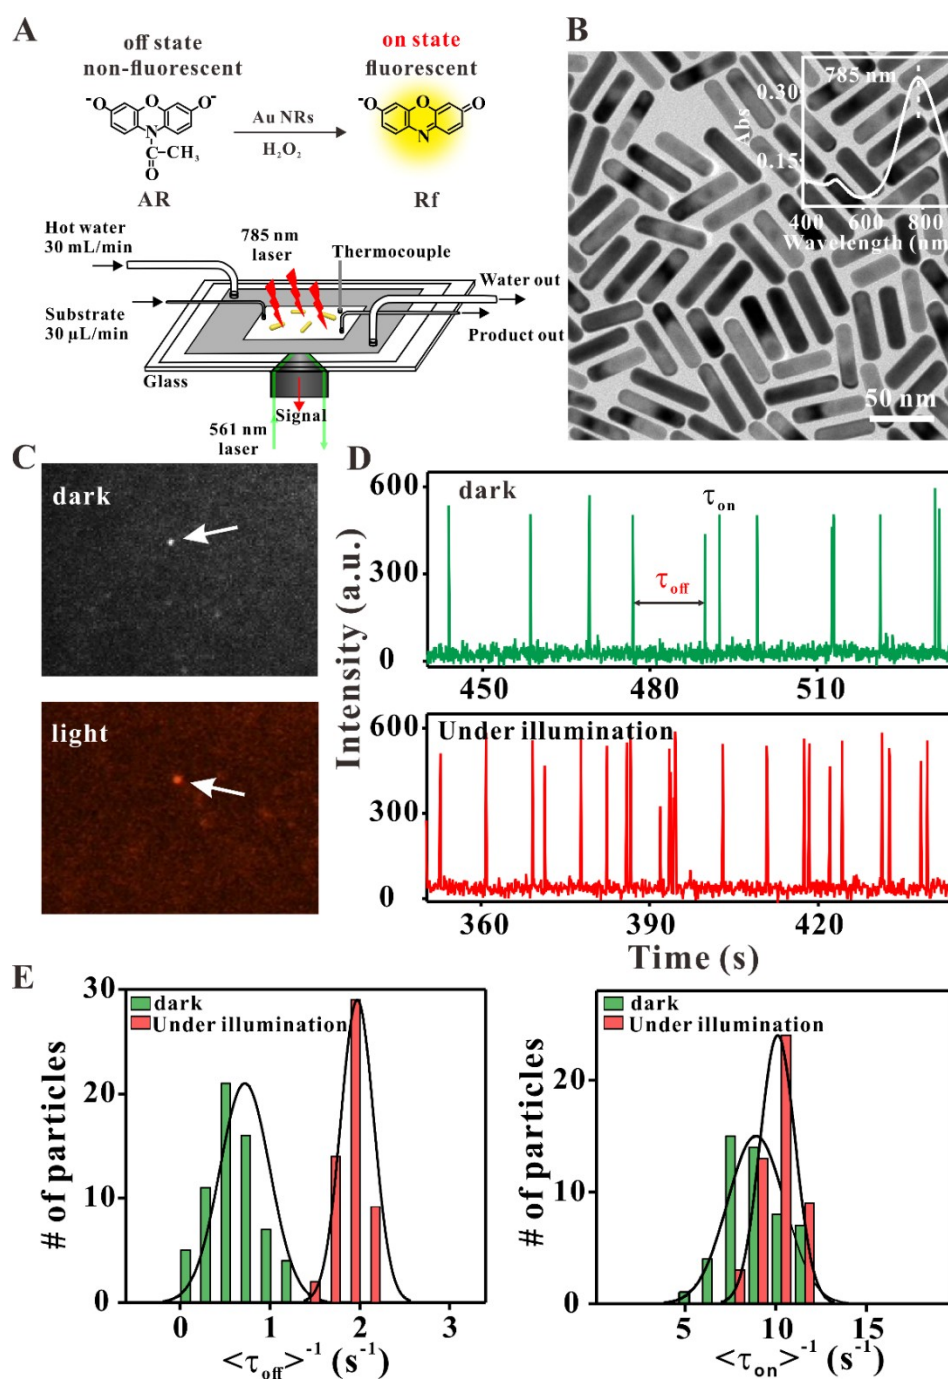 A
off state
non-fluorescent
on state
fluorescent
O⁻
O
O⁻
N
C
CH₃
O
AR
Au NRs
H₂O₂
O⁻
O
O
N
Rf
Hot water
30 mL/min
785 nm
laser
Thermocouple
Water out
Substrate
30 μL/min
Product out
Glass
Signal
561 nm
laser
B
785 nm
0.30
0.15
Abs
400
600
800
Wavelength (nm)
50 nm
C
dark
light
D
Intensity (a.u.)
600
300
0
dark
τon
τoff
450
480
510
600
300
0
Under illumination
360
390
420
Time (s)
E
# of particles
30
20
10
0
dark
Under illumination
0
1
2
3
<τoff>⁻¹ (s⁻¹)
# of particles
20
10
0
dark
Under illumination
5
10
15
<τon>⁻¹ (s⁻¹)